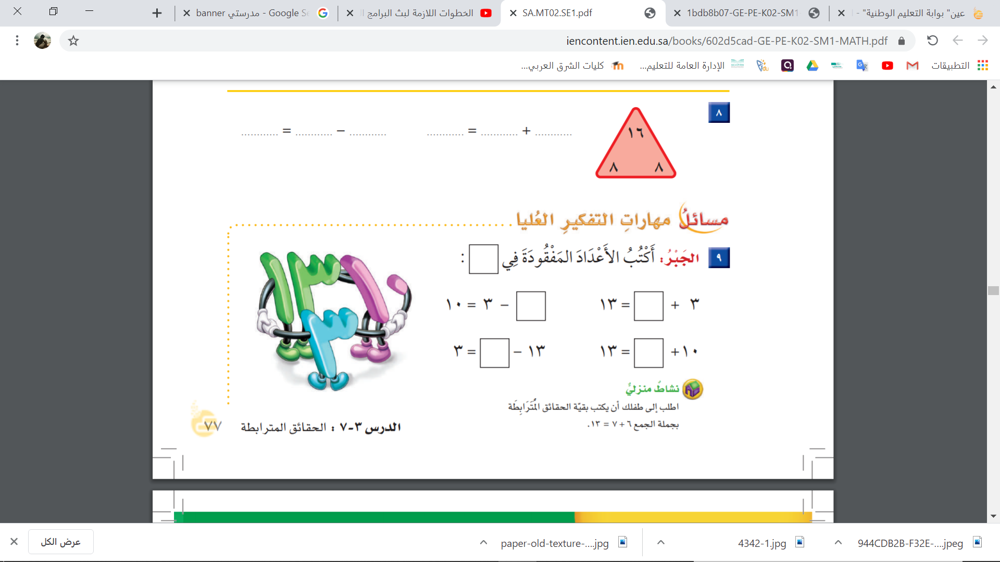 عين" بوابة التعليم الوطنية" -
1bdb8b07-GE-PE-K02-SM1
SA.MT02.SE1.pdf
الخطوات اللازمة لبث البرامج
banner مدرستي - Google Se
iencontent.ien.edu.sa/books/602d5cad-GE-PE-K02-SM1-MATH.pdf
التطبيقات
الإدارة العامة للتعليم...
كليات الشرق العربي...
٨
١٦
٨ ٨
............ + ............ = ............
............ − ............ = ............
مسائلُ مهاراتِ التفكيرِ العُليا
٩ الجَبْرُ: أَكْتُبُ الأَعْدَادَ المَفْقُودَةَ فِي □ :
٣ + □ = ١٣
□ − ٣ = ١٠
١٠+ □ = ١٣
١٣ − □ = ٣
١٣
١٠
٣
نشاطٌ منزليٌّ
اطلب إلى طفلك أن يكتب بقيّة الحقائق المُتَرَابِطَة
بجملة الجمع ٦ + ٧ = ١٣.
الدرس ٣-٧ : الحقائق المترابطة ٧٧
944CDB2B-F32E-....jpeg
4342-1.jpg
paper-old-texture-....jpg
عرض الكل